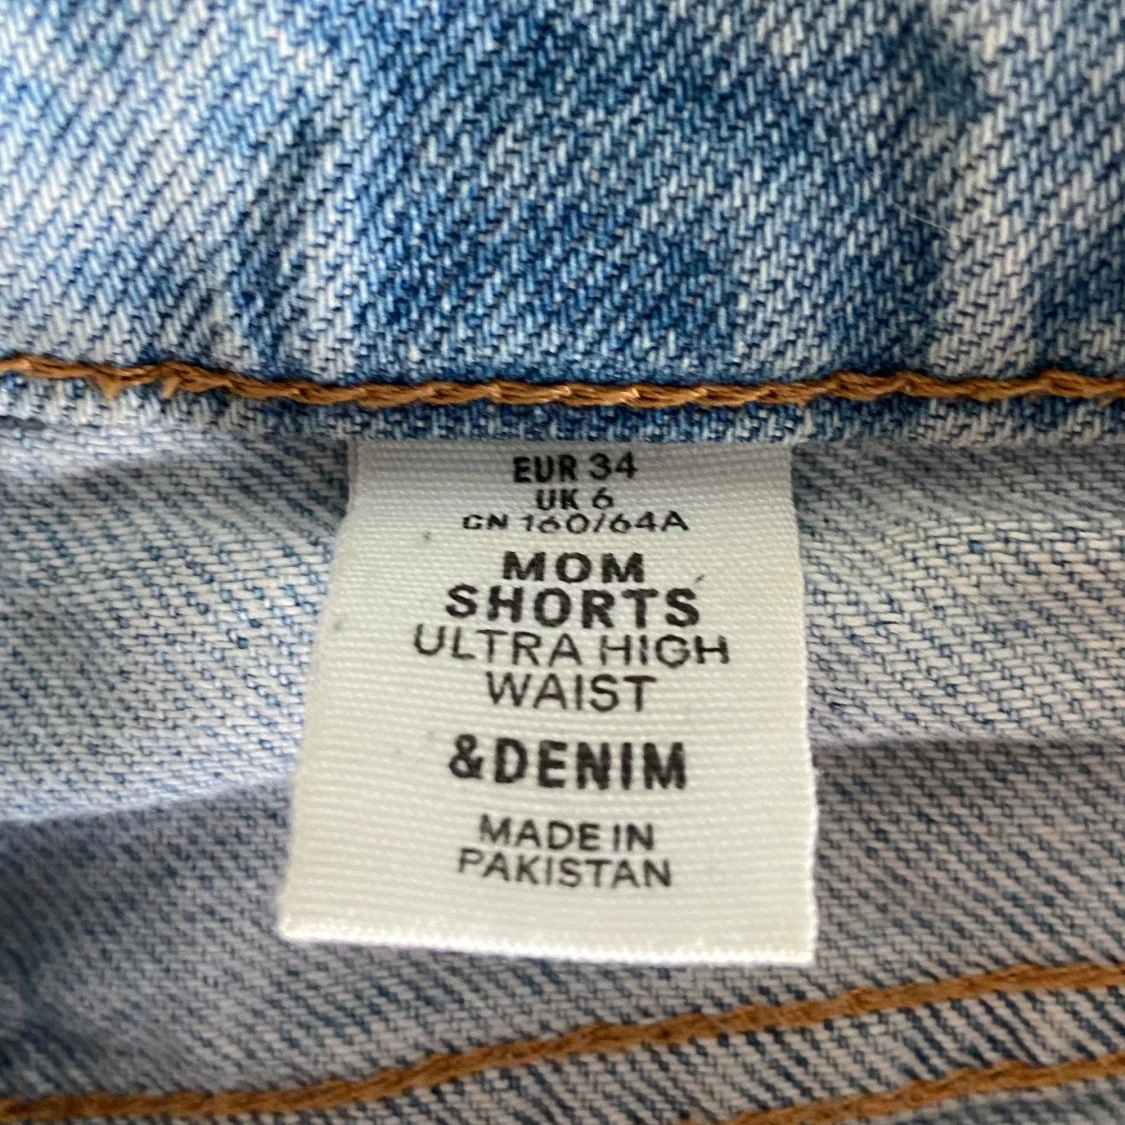 EUR 34
UK 6
CN 160/64A
MOM
SHORTS
ULTRA HIGH
WAIST
&DENIM
MADE IN
PAKISTAN